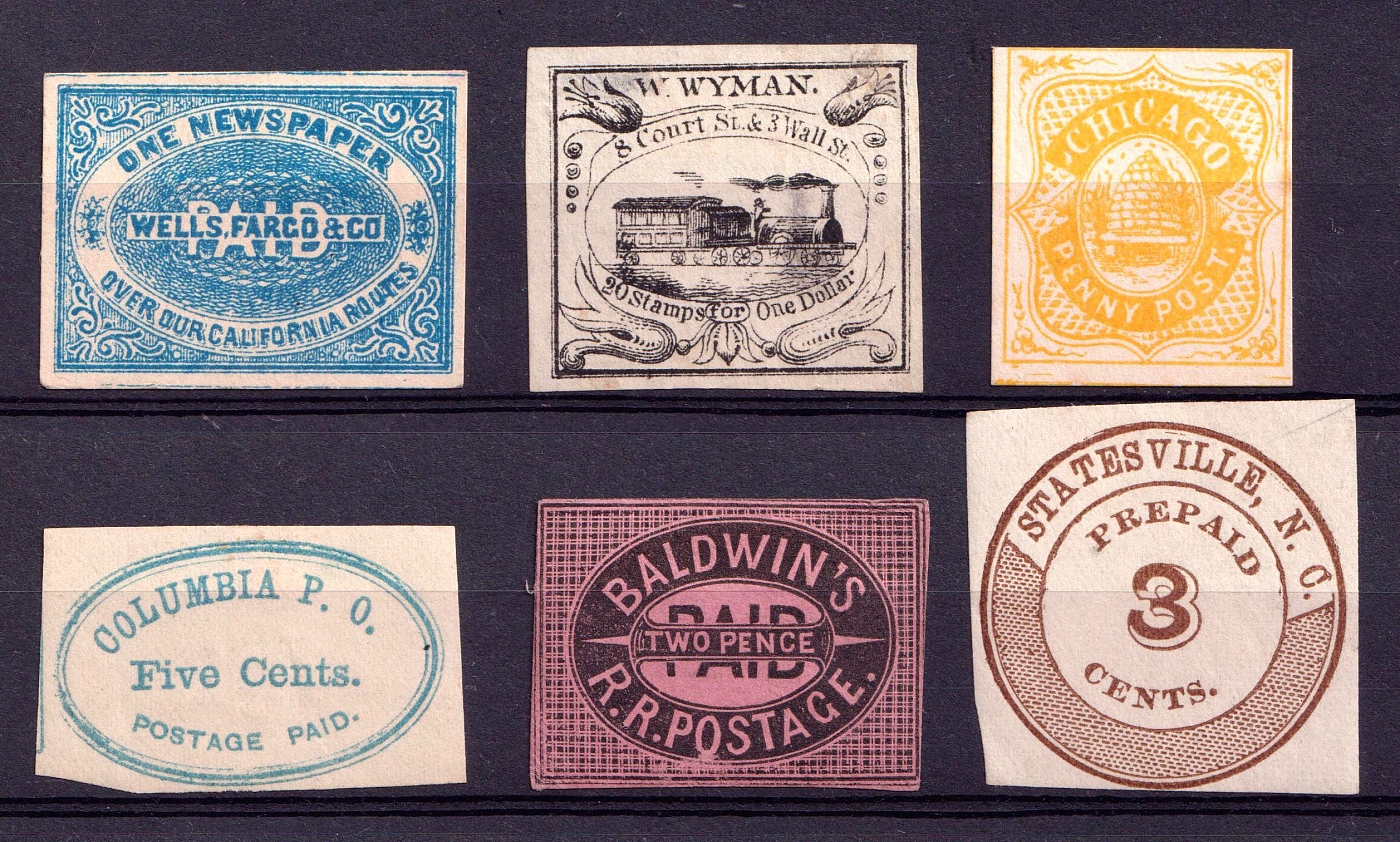 ONE NEWSPAPER
PAID
WELLS, FARGO & CO
OVER OUR CALIFORNIA ROUTES
W. WYMAN.
8 Court St. & 3 Wall St.
20 Stamps for One Dollar
CHICAGO
PENNY POST.
COLUMBIA P. O.
Five Cents.
POSTAGE PAID.
BALDWIN'S
PAID
TWO PENCE
R.R. POSTAGE.
STATESVILLE, N. C.
PREPAID
3
CENTS.